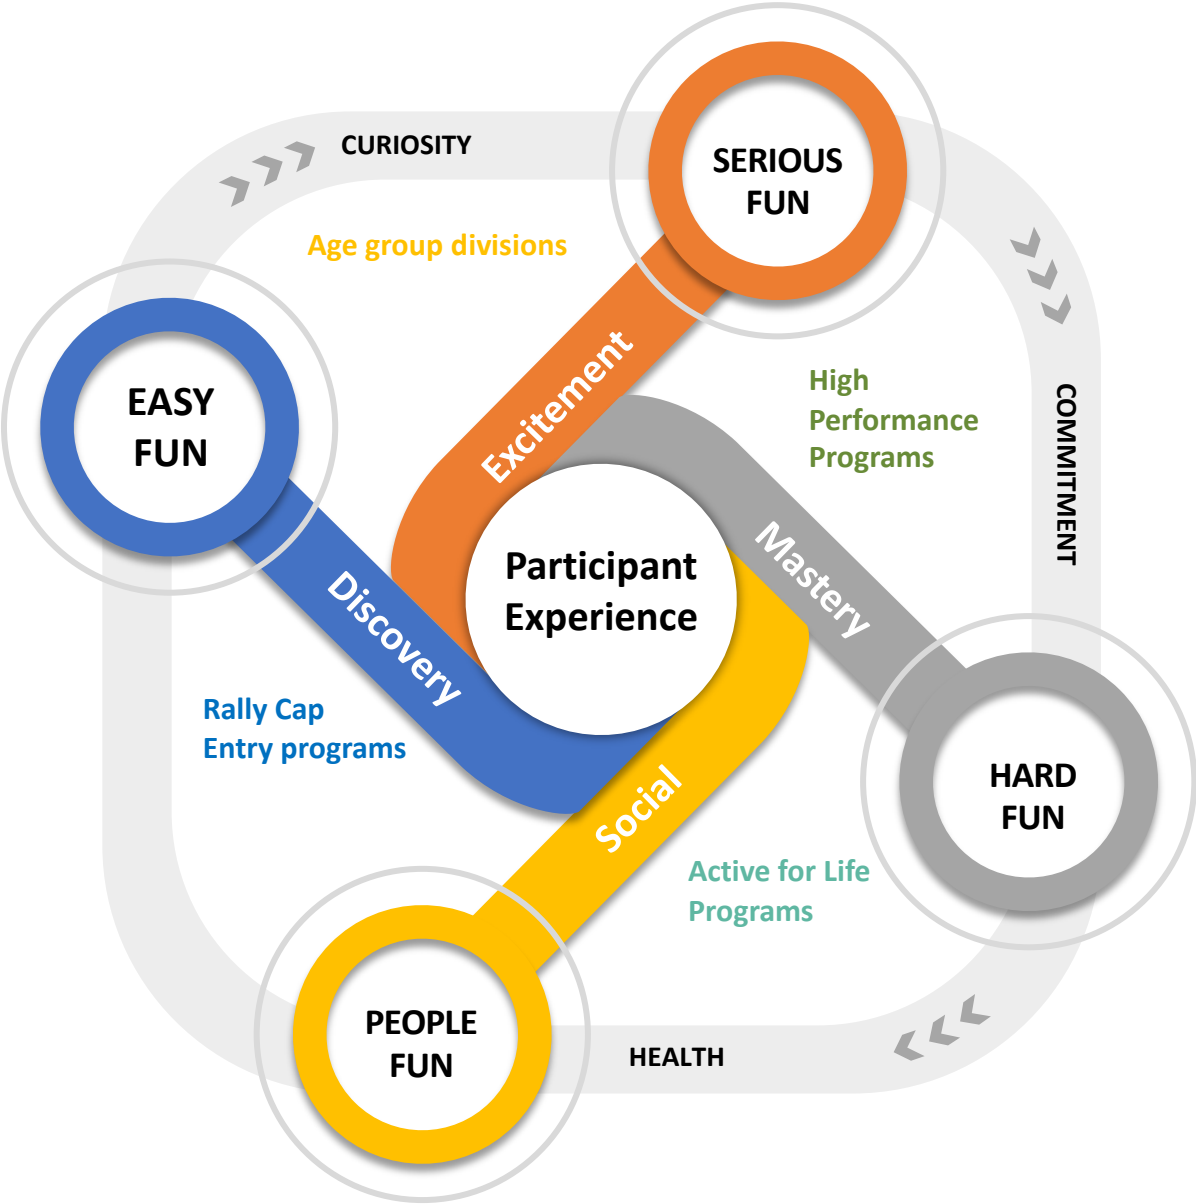 CURIOSITY
SERIOUS
FUN
Age group divisions
EASY
FUN
Excitement
High
Performance
Programs
COMMITMENT
Participant
Experience
Mastery
Discovery
Rally Cap
Entry programs
Social
HARD
FUN
Active for Life
Programs
PEOPLE
FUN
HEALTH